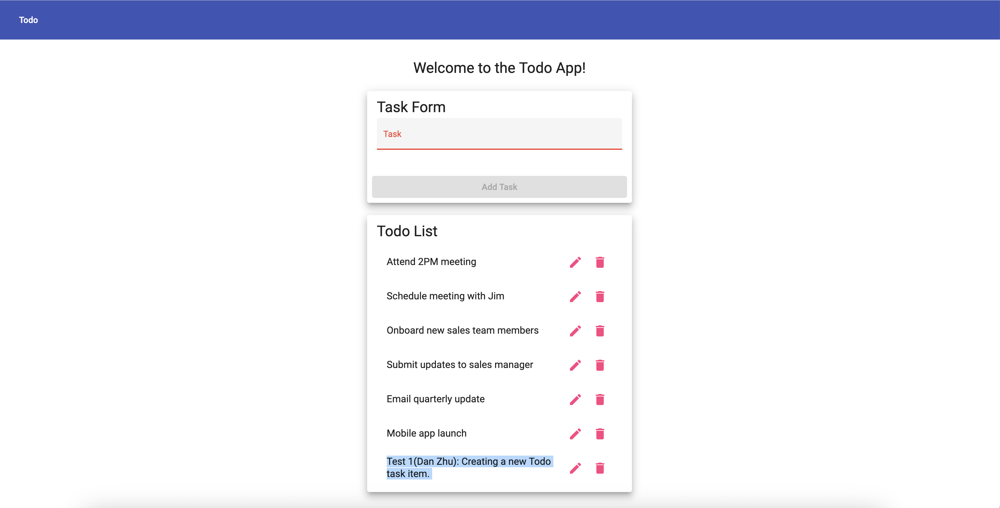 Todo
Welcome to the Todo App!
Task Form
Task
Add Task
Todo List
Attend 2PM meeting
Schedule meeting with Jim
Onboard new sales team members
Submit updates to sales manager
Email quarterly update
Mobile app launch
Test 1(Dan Zhu): Creating a new Todo
task item.